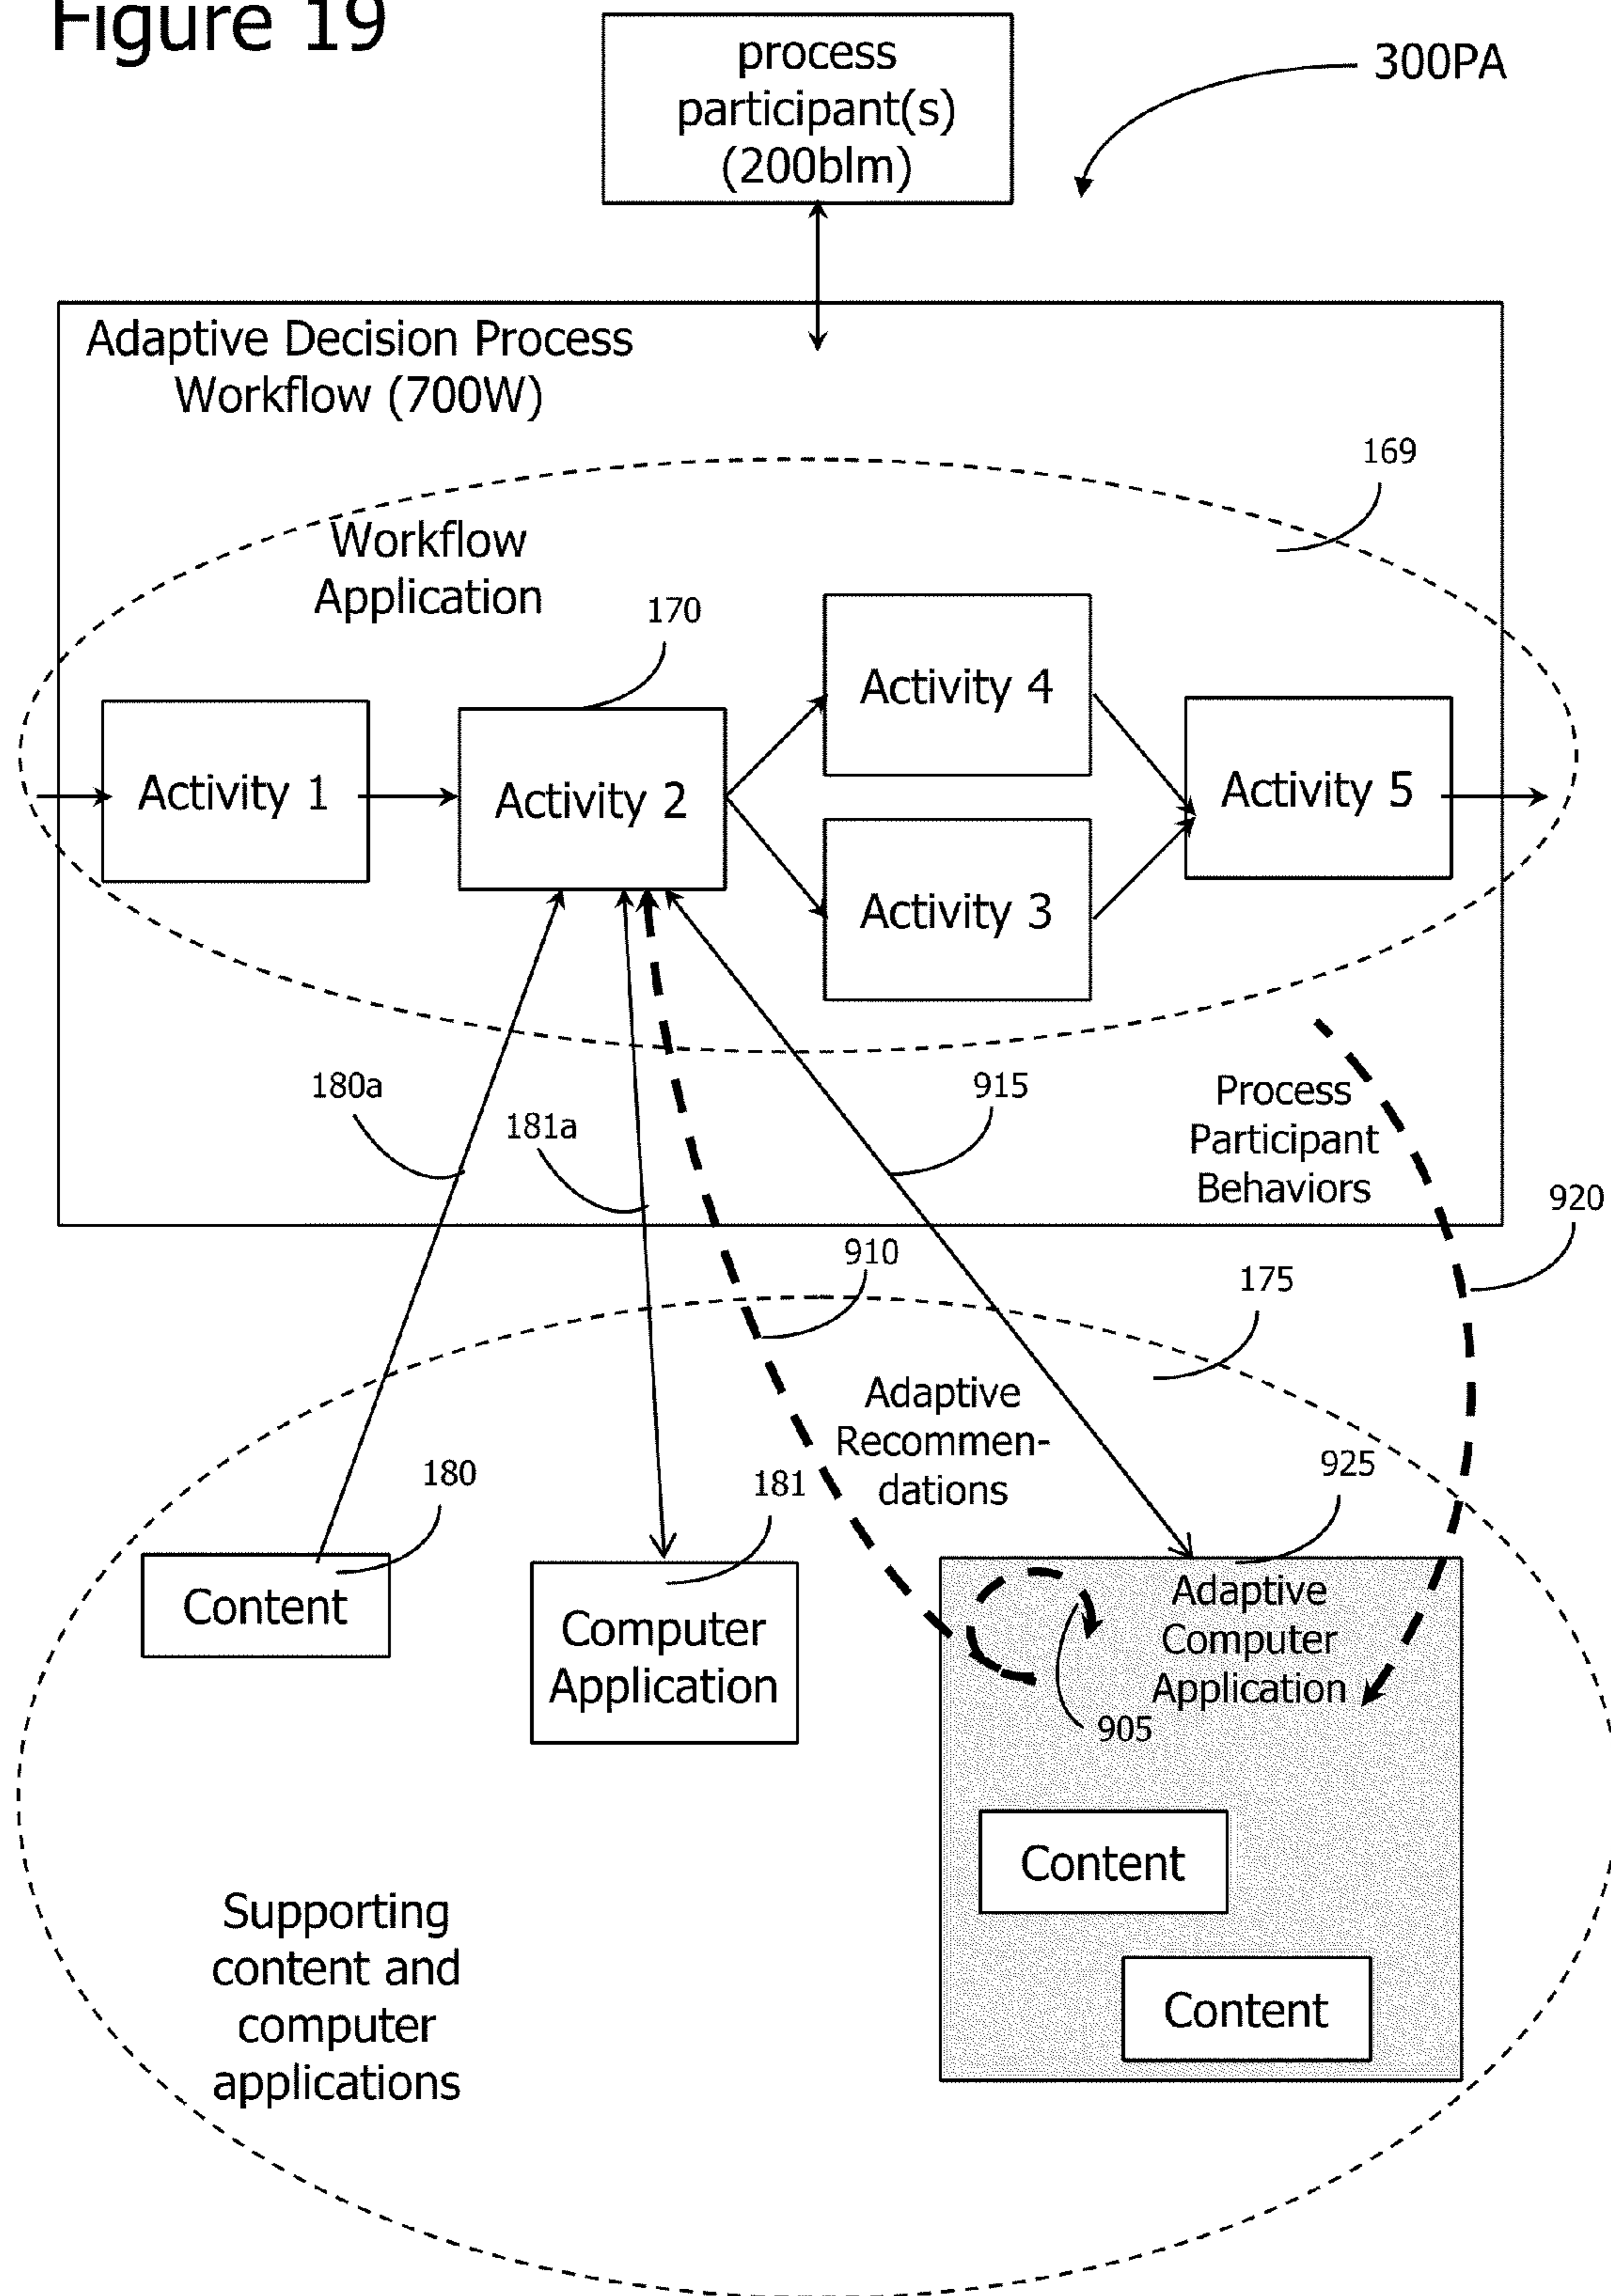 Figure 19
process
participant(s)
(200blm)
300PA
Adaptive Decision Process
Workflow (700W)
169
Workflow
Application
170
Activity 4
Activity 1
Activity 2
Activity 5
Activity 3
180a
181a
915
Process
Participant
Behaviors
920
910
175
Adaptive
Recommen-
dations
180
181
925
Content
Computer
Application
Adaptive
Computer
Application
905
Content
Content
Supporting
content and
computer
applications